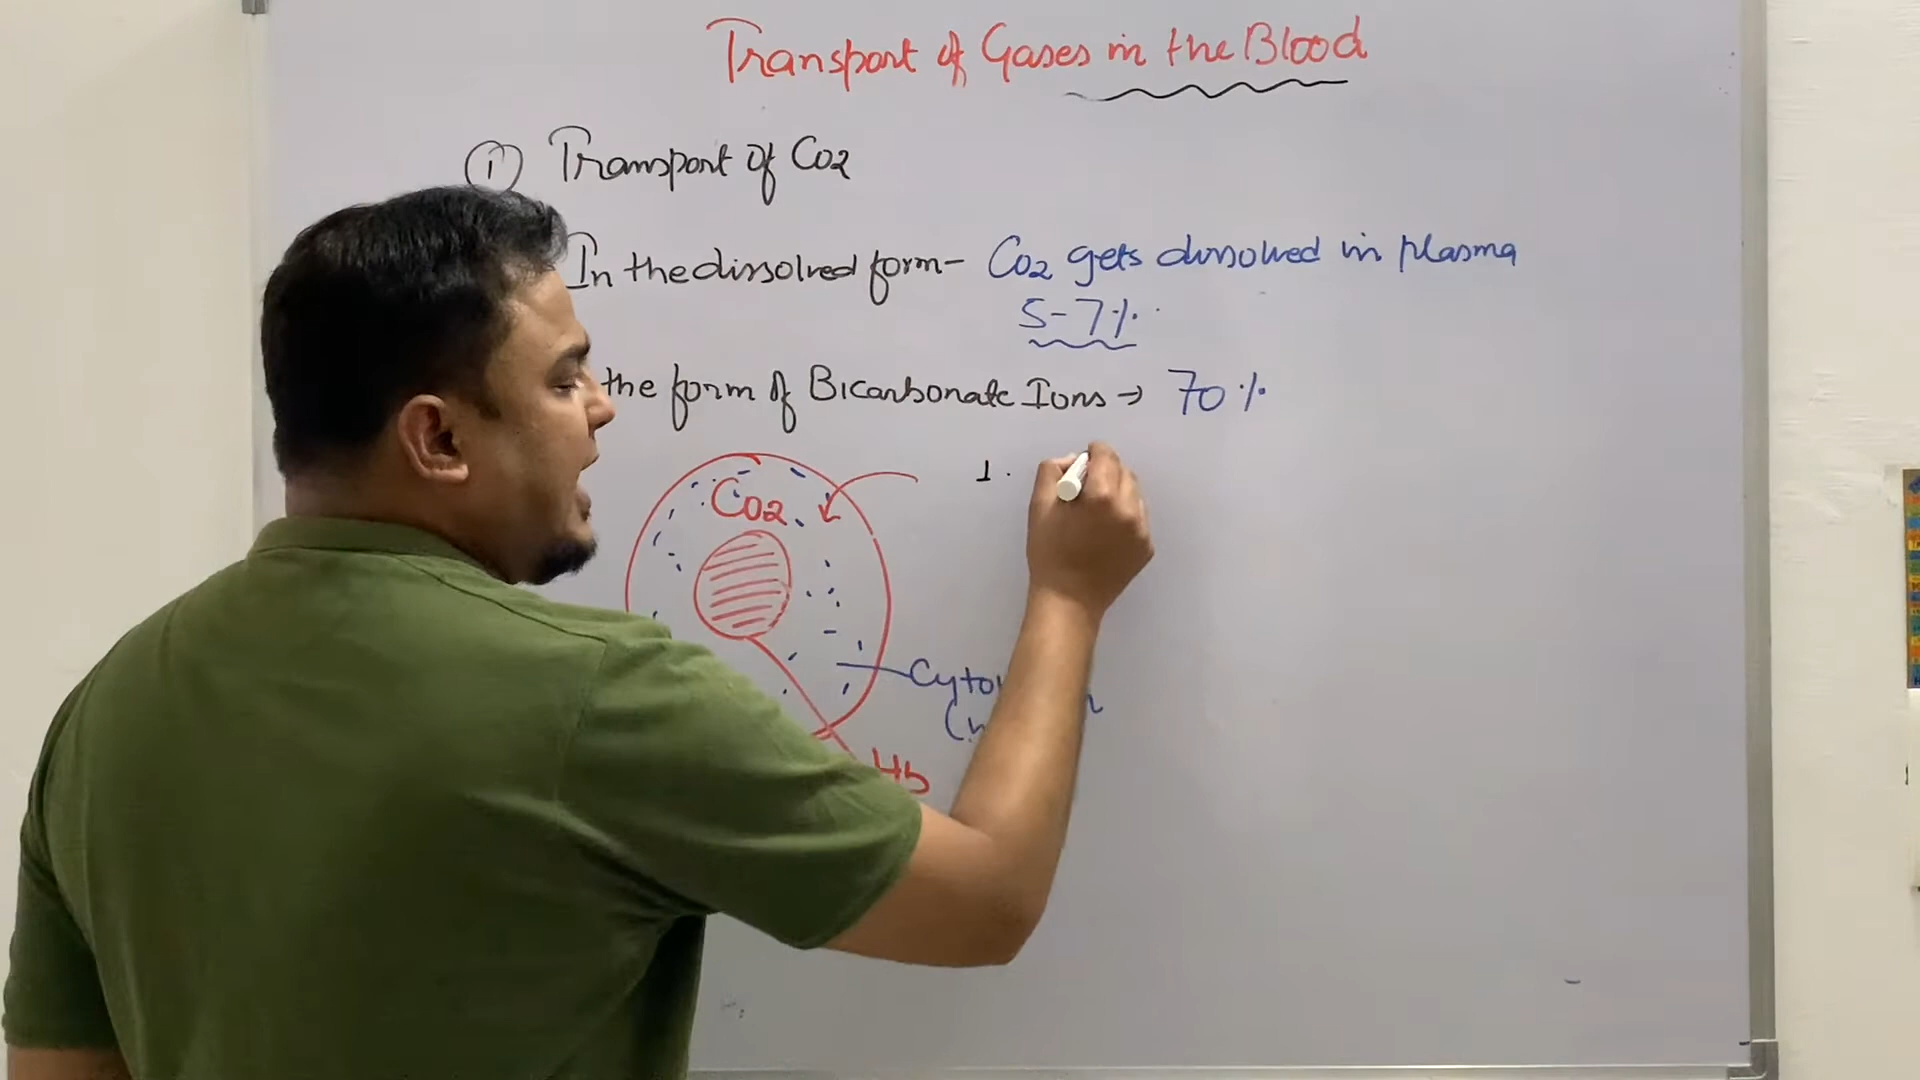 Transport of Gases in the Blood
1 Transport of Co2
In the dissolved form- Co2 gets dissolved in plasma
5-7%
the form of Bicarbonate Ions → 70%
1.
Co2
Hb